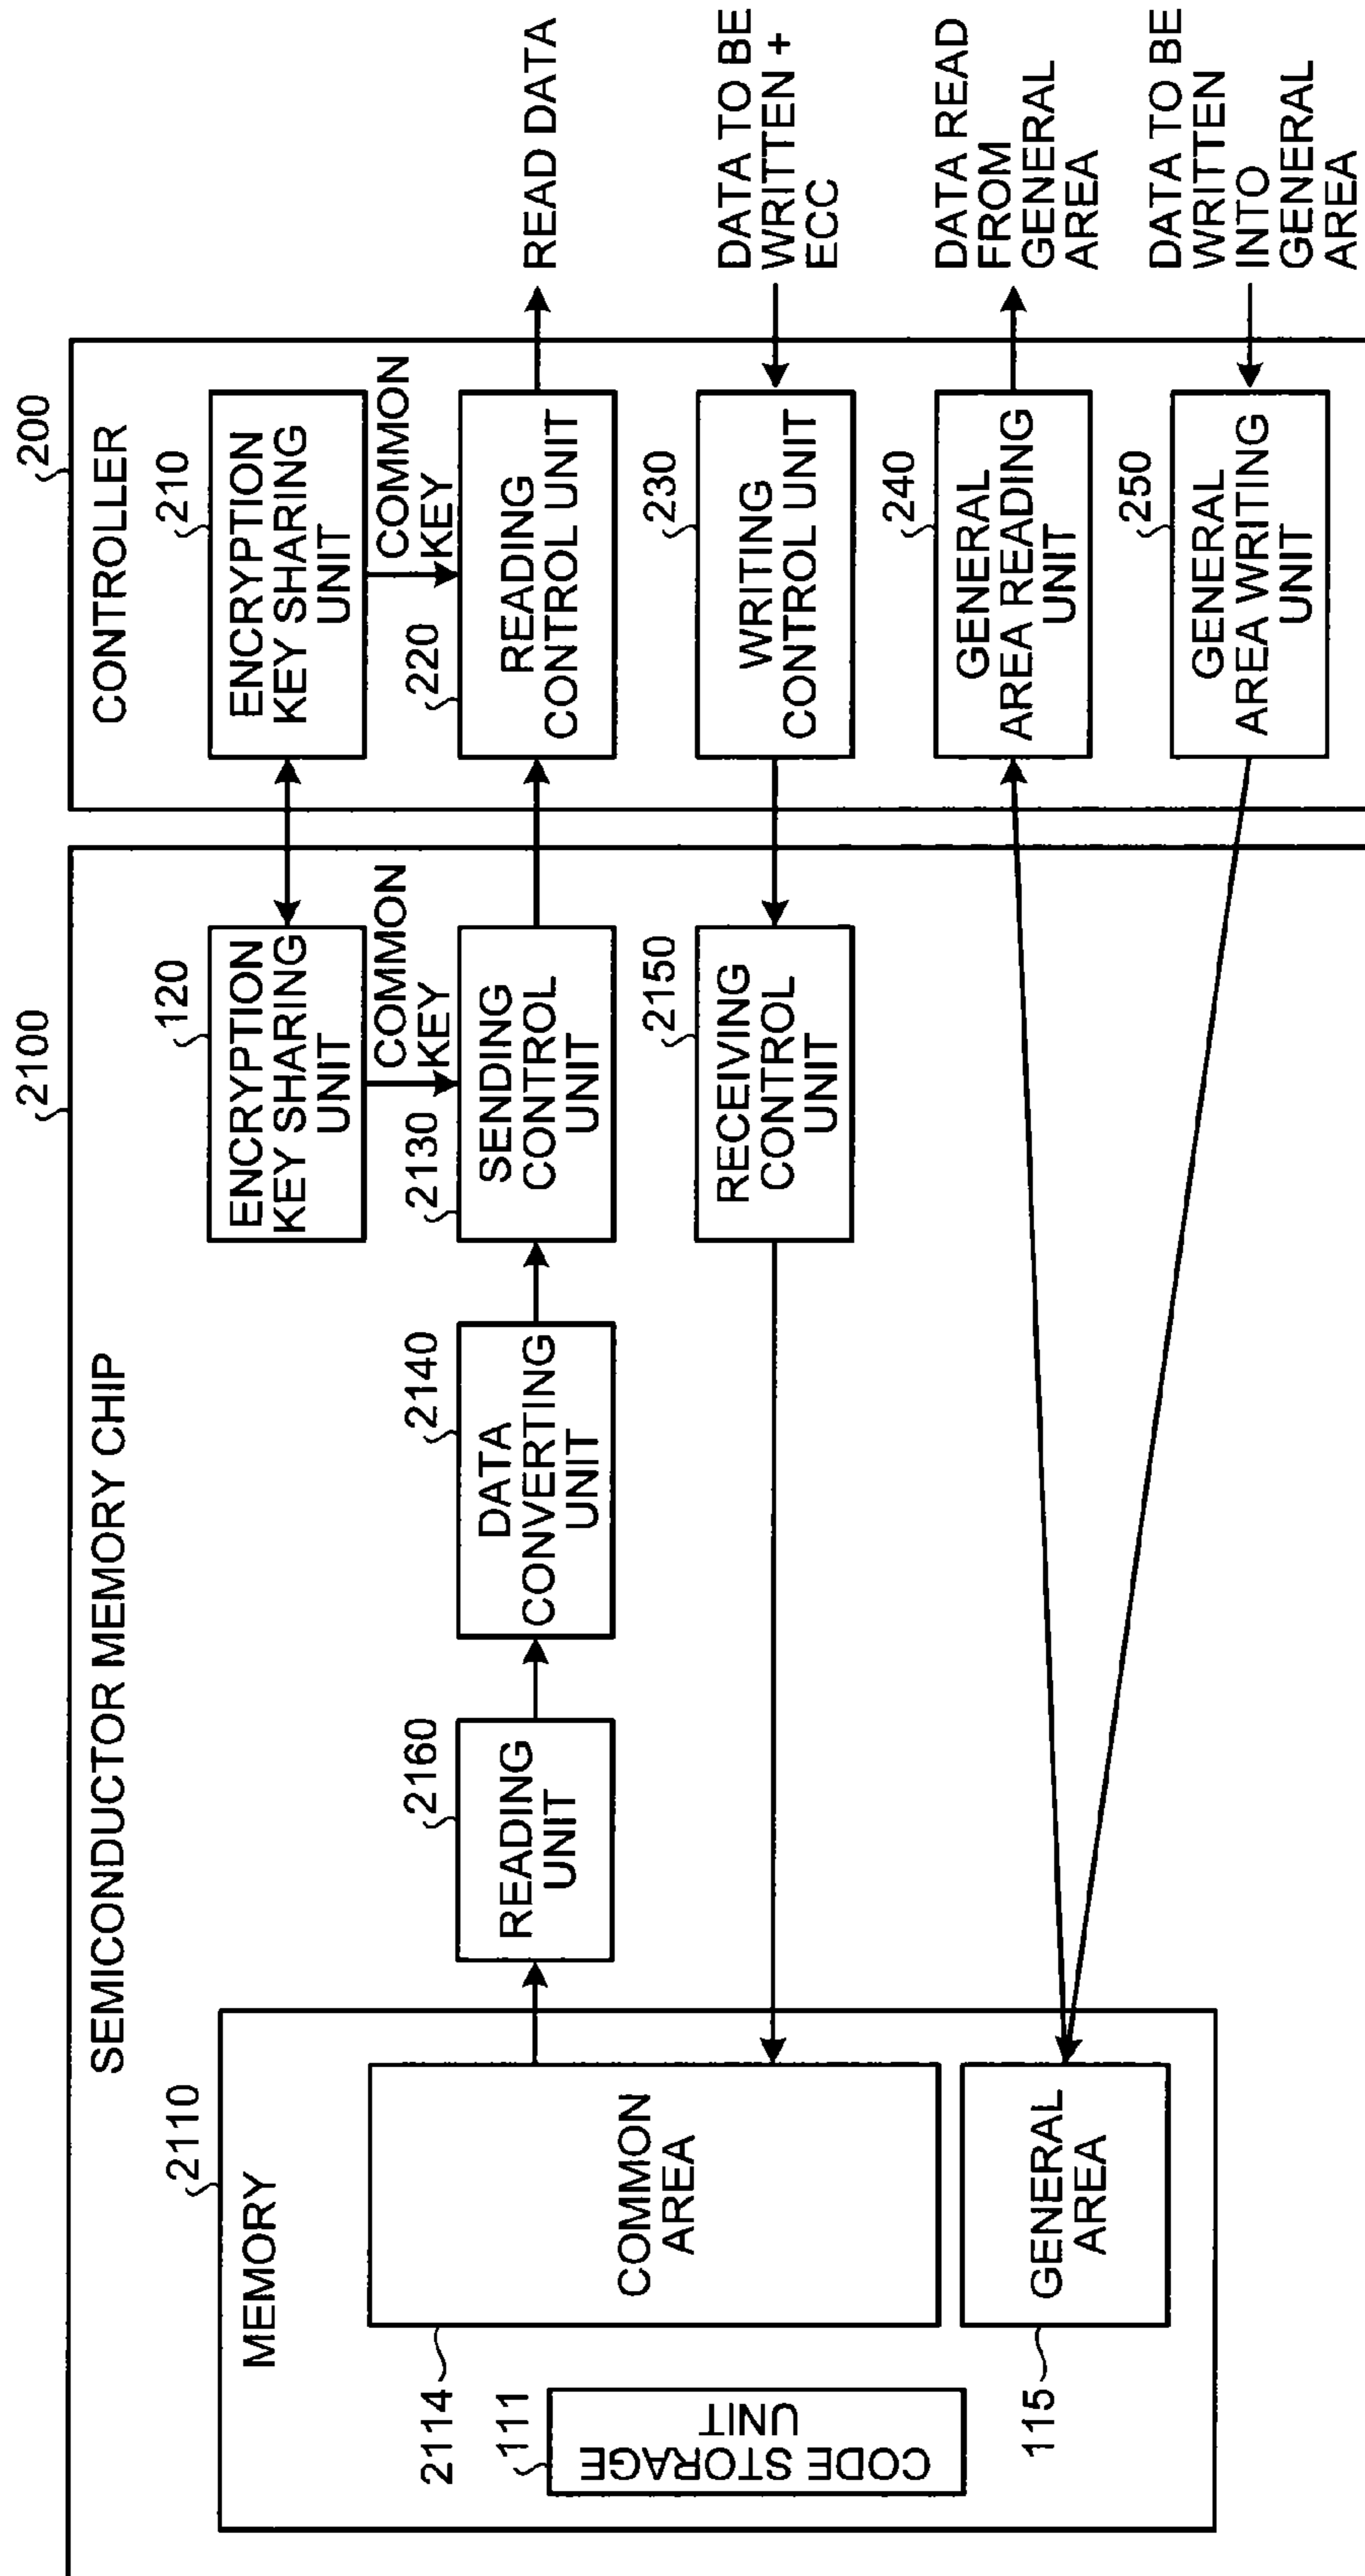 2100
SEMICONDUCTOR MEMORY CHIP
2110
MEMORY
2114
COMMON
AREA
111
CODE STORAGE
UNIT
115
GENERAL
AREA
2160
READING
UNIT
2140
DATA
CONVERTING
UNIT
120
ENCRYPTION
KEY SHARING
UNIT
COMMON
KEY
2130
SENDING
CONTROL
UNIT
2150
RECEIVING
CONTROL
UNIT
200
CONTROLLER
210
ENCRYPTION
KEY SHARING
UNIT
COMMON
KEY
220
READING
CONTROL UNIT
230
WRITING
CONTROL UNIT
240
GENERAL
AREA READING
UNIT
250
GENERAL
AREA WRITING
UNIT
READ DATA
DATA TO BE
WRITTEN +
ECC
DATA READ
FROM
GENERAL
AREA
DATA TO BE
WRITTEN
INTO
GENERAL
AREA